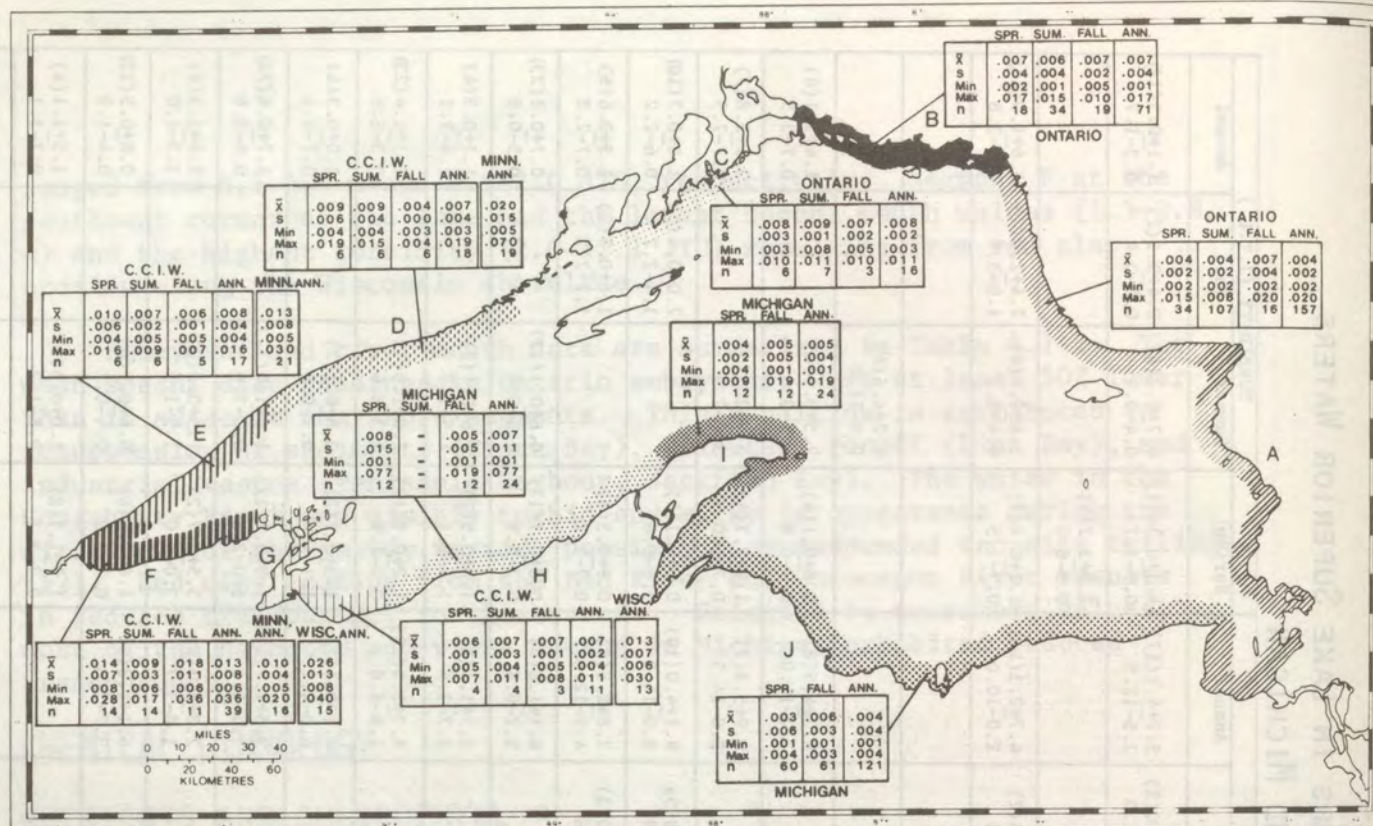 SPR. SUM. FALL ANN.
X̄ .007 .006 .007 .007
S .004 .004 .002 .004
Min .002 .001 .005 .001
Max .017 .015 .010 .017
n 18 34 19 71
ONTARIO
B
C
C.C.I.W. MINN.
SPR. SUM. FALL ANN. ANN
X̄ .009 .009 .004 .007 .020
S .006 .004 .000 .004 .015
Min .004 .004 .003 .003 .005
Max .019 .015 .004 .019 .070
n 6 6 6 18 19
D
ONTARIO
SPR. SUM. FALL ANN.
X̄ .008 .009 .007 .008
S .003 .001 .002 .002
Min .003 .008 .005 .003
Max .010 .011 .010 .011
n 6 7 3 16
ONTARIO
SPR. SUM. FALL ANN.
X̄ .004 .004 .007 .004
S .002 .002 .004 .002
Min .002 .002 .002 .002
Max .015 .008 .020 .020
n 34 107 16 157
A
C.C.I.W.
SPR. SUM. FALL ANN. MINN. ANN.
X̄ .010 .007 .006 .008 .013
S .006 .002 .001 .004 .008
Min .004 .005 .005 .004 .005
Max .016 .009 .007 .016 .030
n 6 6 5 17 21
E
MICHIGAN
SPR. FALL. ANN.
X̄ .004 .005 .005
S .002 .005 .004
Min .004 .001 .001
Max .009 .019 .019
n 12 12 24
I
MICHIGAN
SPR. SUM. FALL ANN.
X̄ .008 - .005 .007
S .015 - .005 .011
Min .001 - .001 .001
Max .077 - .019 .077
n 12 - 12 24
F
G
H
J
C.C.I.W. MINN.
SPR. SUM. FALL ANN. ANN. WISC. ANN.
X̄ .014 .009 .018 .013 .010 .026
S .007 .003 .011 .008 .004 .013
Min .008 .006 .008 .006 .005 .008
Max .028 .017 .036 .036 .020 .040
n 14 14 11 39 16 15
C.C.I.W. WISC.
SPR. SUM. FALL ANN. ANN.
X̄ .006 .007 .007 .007 .013
S .001 .003 .001 .002 .007
Min .005 .004 .005 .004 .006
Max .007 .011 .008 .011 .030
n 4 4 3 11 13
SPR. FALL ANN.
X̄ .003 .006 .004
S .006 .003 .004
Min .001 .001 .001
Max .004 .003 .004
n 60 61 121
MICHIGAN
MILES
0 10 20 30 40
0 20 40 60
KILOMETRES